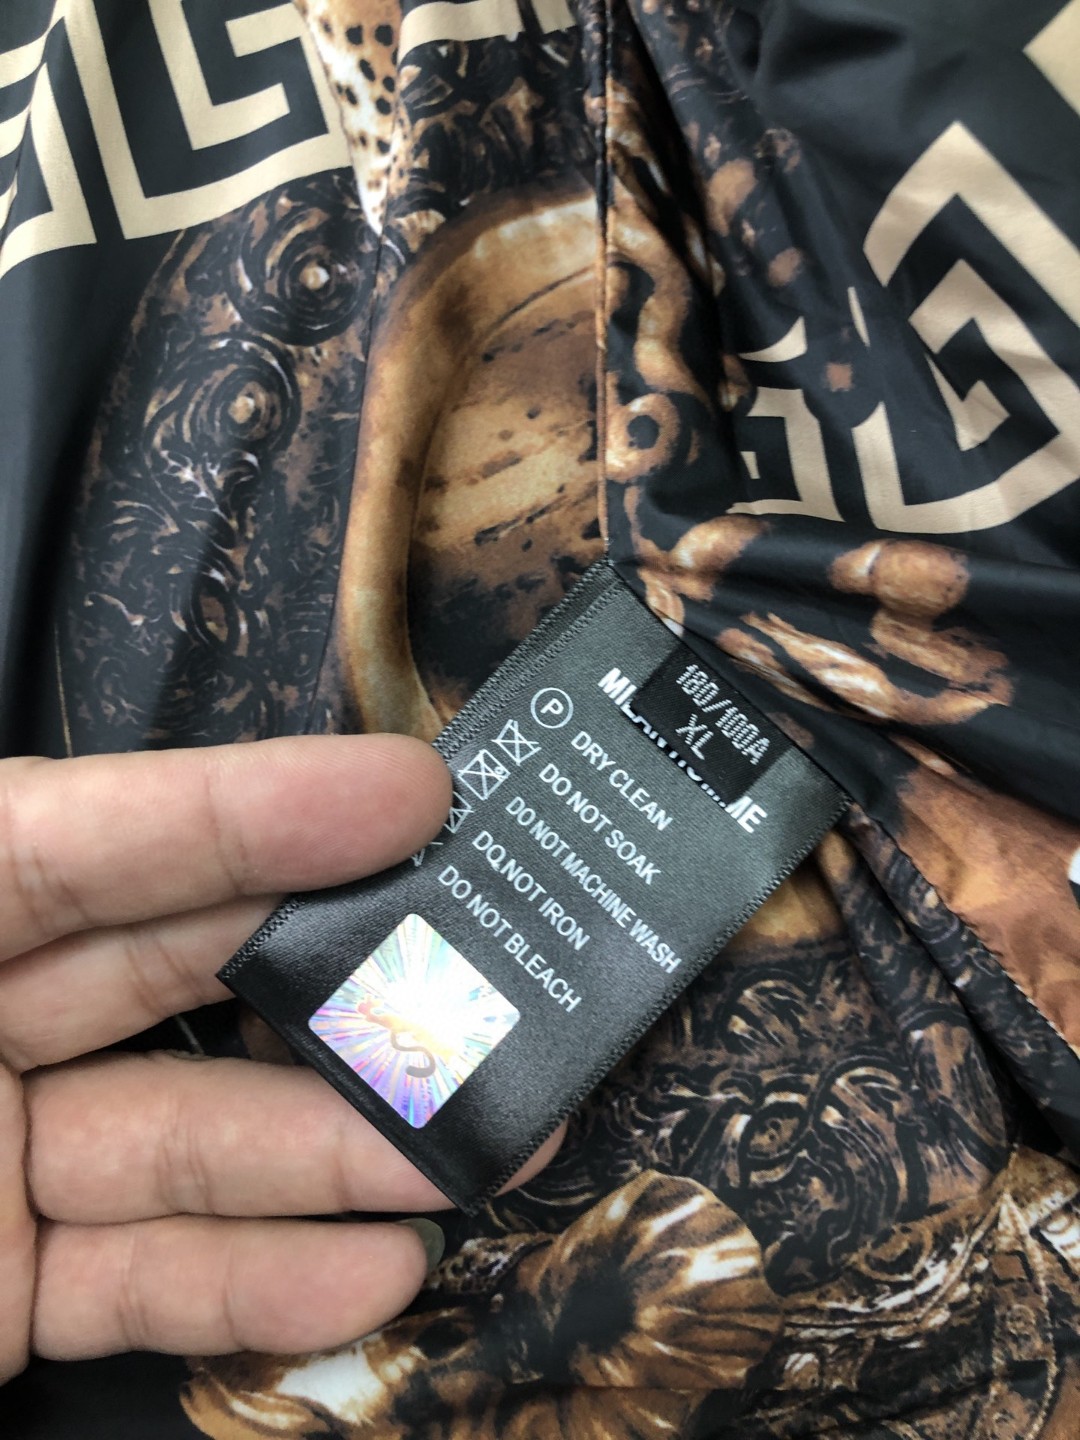 180/100A
XL
Ⓟ DRY CLEAN
DO NOT SOAK
DO NOT MACHINE WASH
DO NOT IRON
DO NOT BLEACH